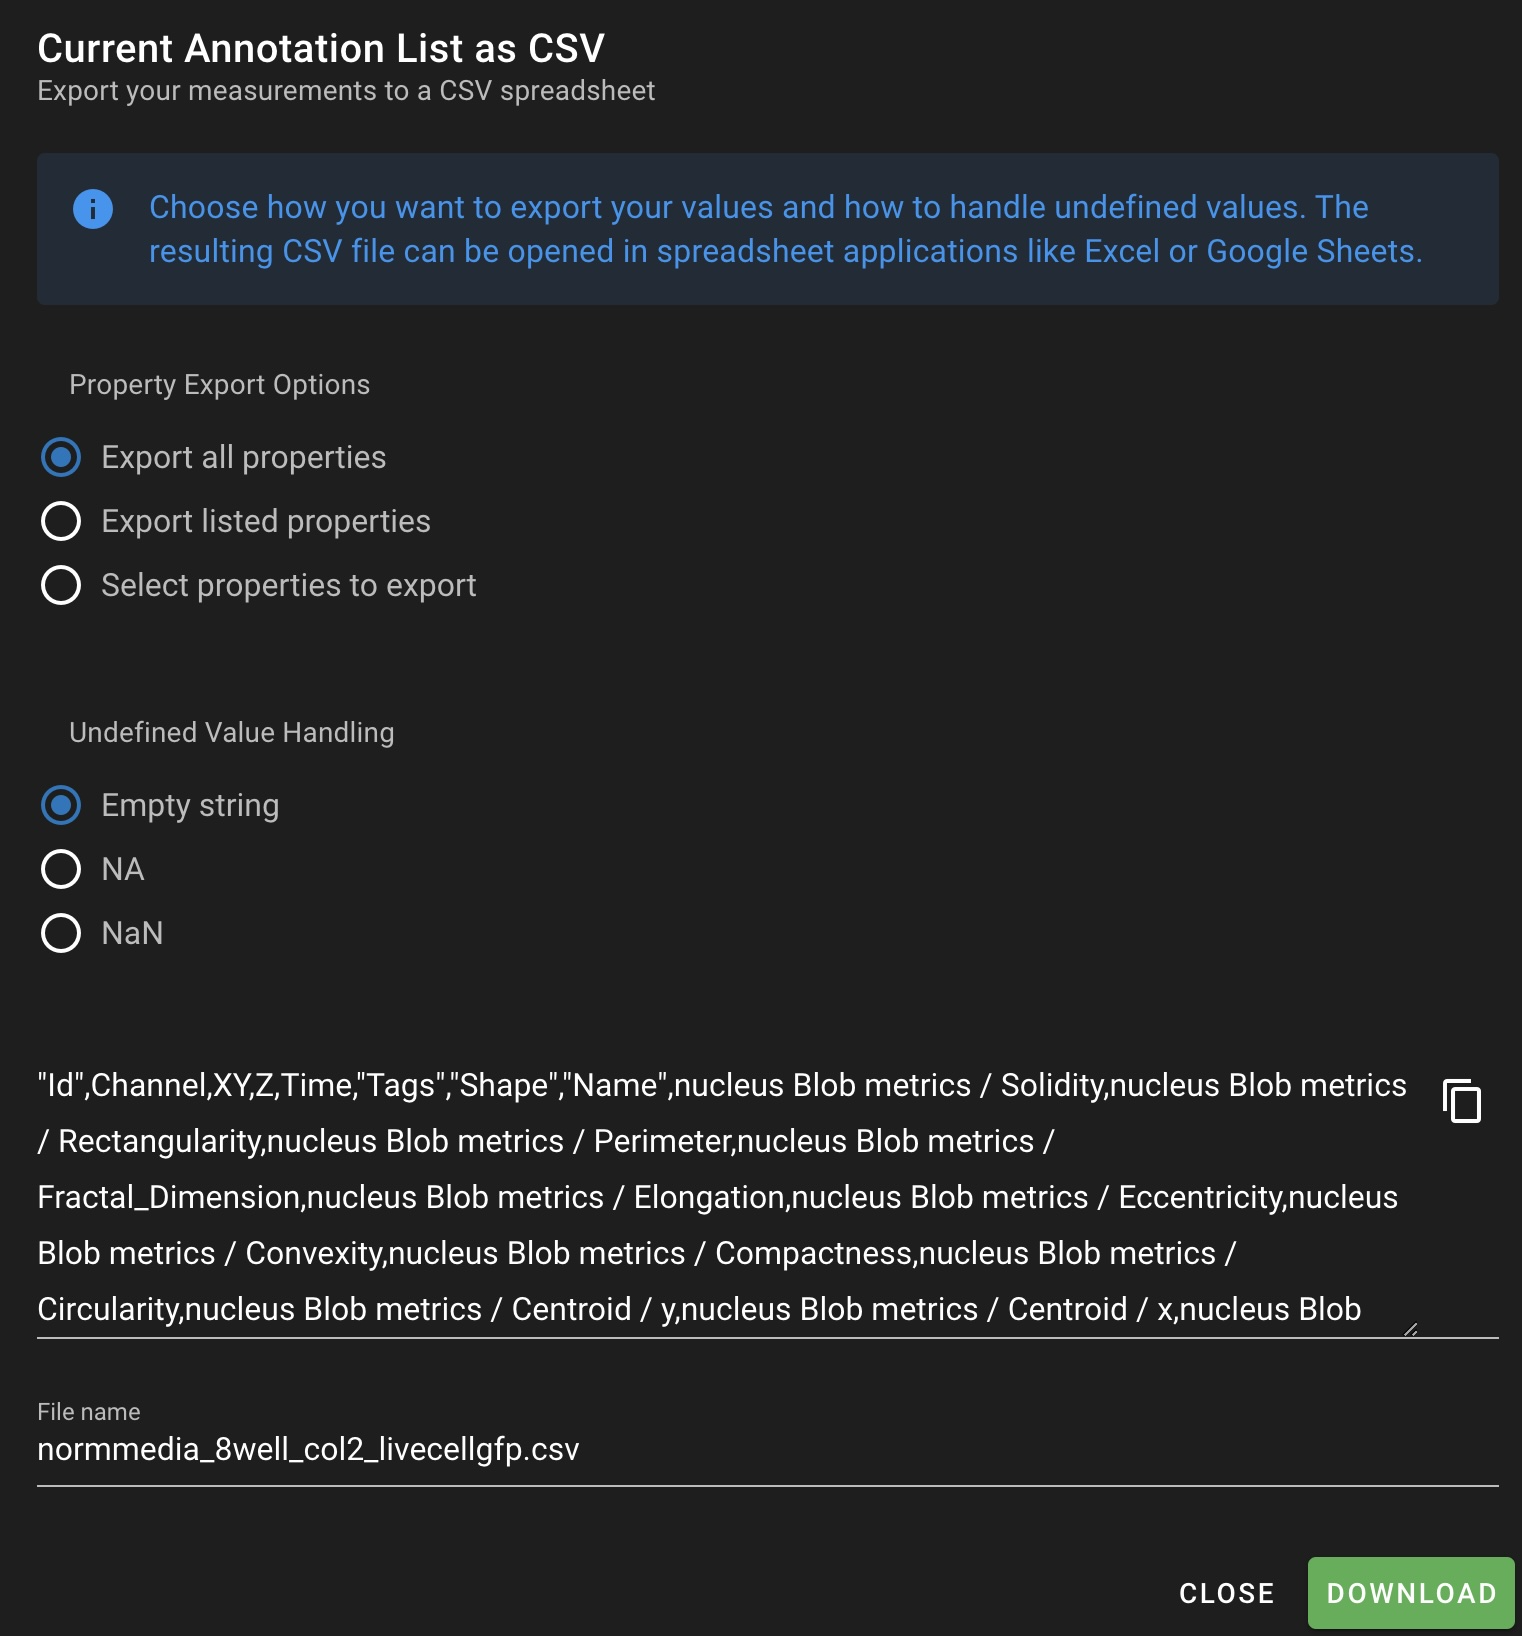 Current Annotation List as CSV
Export your measurements to a CSV spreadsheet
Choose how you want to export your values and how to handle undefined values. The
resulting CSV file can be opened in spreadsheet applications like Excel or Google Sheets.
Property Export Options
Export all properties
Export listed properties
Select properties to export
Undefined Value Handling
Empty string
NA
NaN
"Id",Channel,XY,Z,Time,"Tags","Shape","Name",nucleus Blob metrics / Solidity,nucleus Blob metrics
/ Rectangularity,nucleus Blob metrics / Perimeter,nucleus Blob metrics /
Fractal_Dimension,nucleus Blob metrics / Elongation,nucleus Blob metrics / Eccentricity,nucleus
Blob metrics / Convexity,nucleus Blob metrics / Compactness,nucleus Blob metrics /
Circularity,nucleus Blob metrics / Centroid / y,nucleus Blob metrics / Centroid / x,nucleus Blob
File name
normmedia_8well_col2_livecellgfp.csv
CLOSE
DOWNLOAD